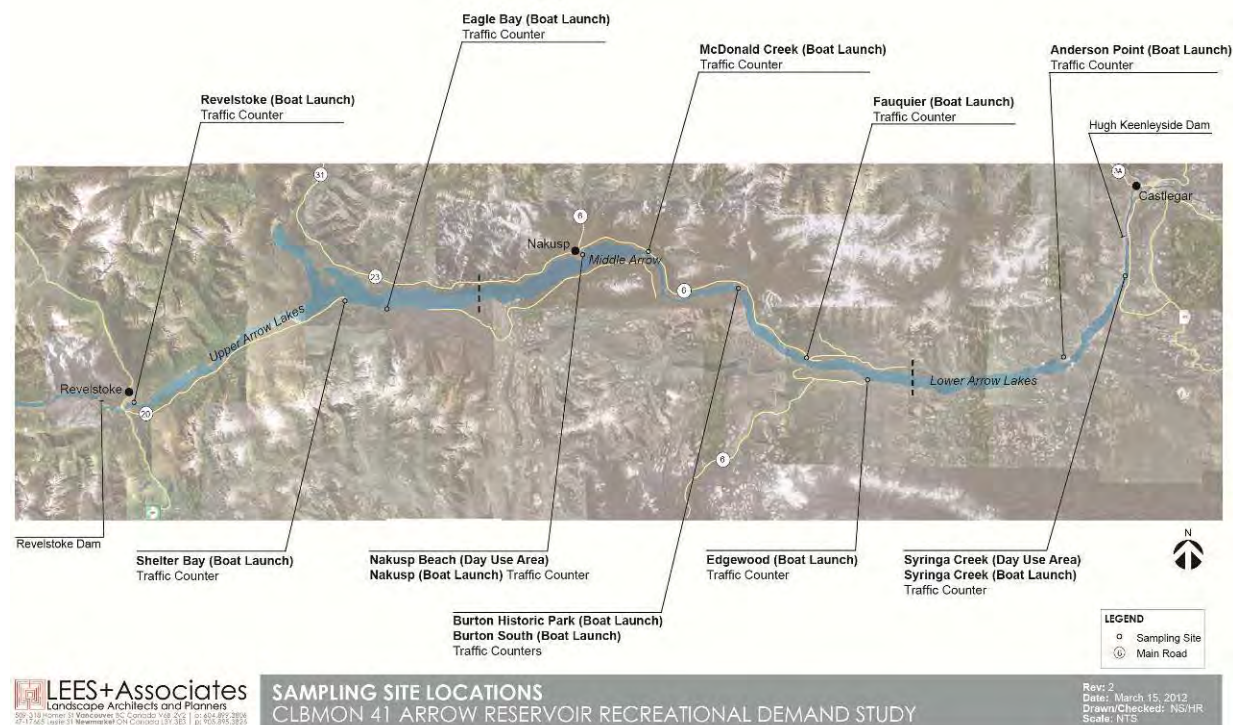 Eagle Bay (Boat Launch)
Traffic Counter
McDonald Creek (Boat Launch)
Traffic Counter
Anderson Point (Boat Launch)
Traffic Counter
Revelstoke (Boat Launch)
Traffic Counter
Fauquier (Boat Launch)
Traffic Counter
Hugh Keenleyside Dam
31
3A
Castlegar
6
Nakusp
Middle Arrow
23
6
Upper Arrow Lakes
Lower Arrow Lakes
Revelstoke
20
6
Revelstoke Dam
Shelter Bay (Boat Launch)
Traffic Counter
Nakusp Beach (Day Use Area)
Nakusp (Boat Launch) Traffic Counter
Edgewood (Boat Launch)
Traffic Counter
Syringa Creek (Day Use Area)
Syringa Creek (Boat Launch)
Traffic Counter
N
Burton Historic Park (Boat Launch)
Burton South (Boat Launch)
Traffic Counters
LEGEND
Sampling Site
6 Main Road
LEES+Associates
Landscape Architects and Planners
SAMPLING SITE LOCATIONS
CLBMON 41 ARROW RESERVOIR RECREATIONAL DEMAND STUDY
Rev: 2
Date: March 15, 2012
Drawn/Checked: NS/HR
Scale: NTS